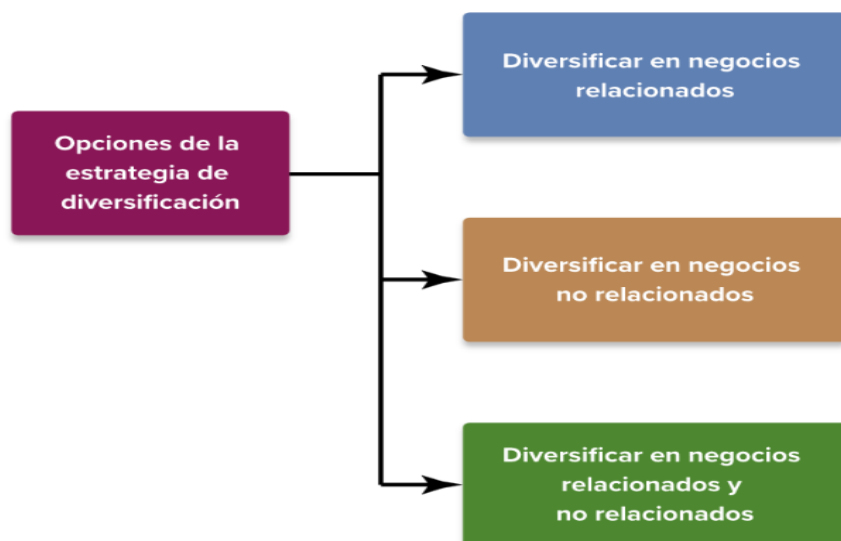 Opciones de la
estrategia de
diversificación
Diversificar en negocios
relacionados
Diversificar en negocios
no relacionados
Diversificar en negocios
relacionados y
no relacionados